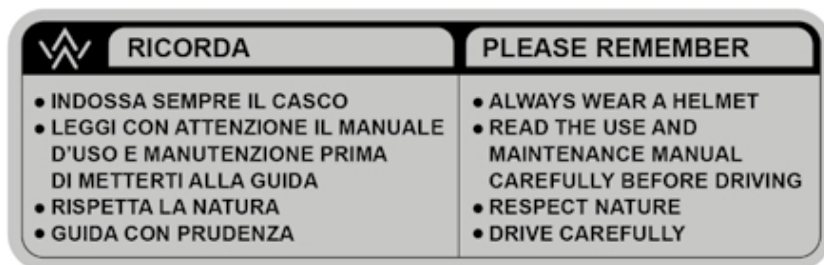 RICORDA
• INDOSSA SEMPRE IL CASCO
• LEGGI CON ATTENZIONE IL MANUALE
D'USO E MANUTENZIONE PRIMA
DI METTERTI ALLA GUIDA
• RISPETTA LA NATURA
• GUIDA CON PRUDENZA
PLEASE REMEMBER
• ALWAYS WEAR A HELMET
• READ THE USE AND
MAINTENANCE MANUAL
CAREFULLY BEFORE DRIVING
• RESPECT NATURE
• DRIVE CAREFULLY